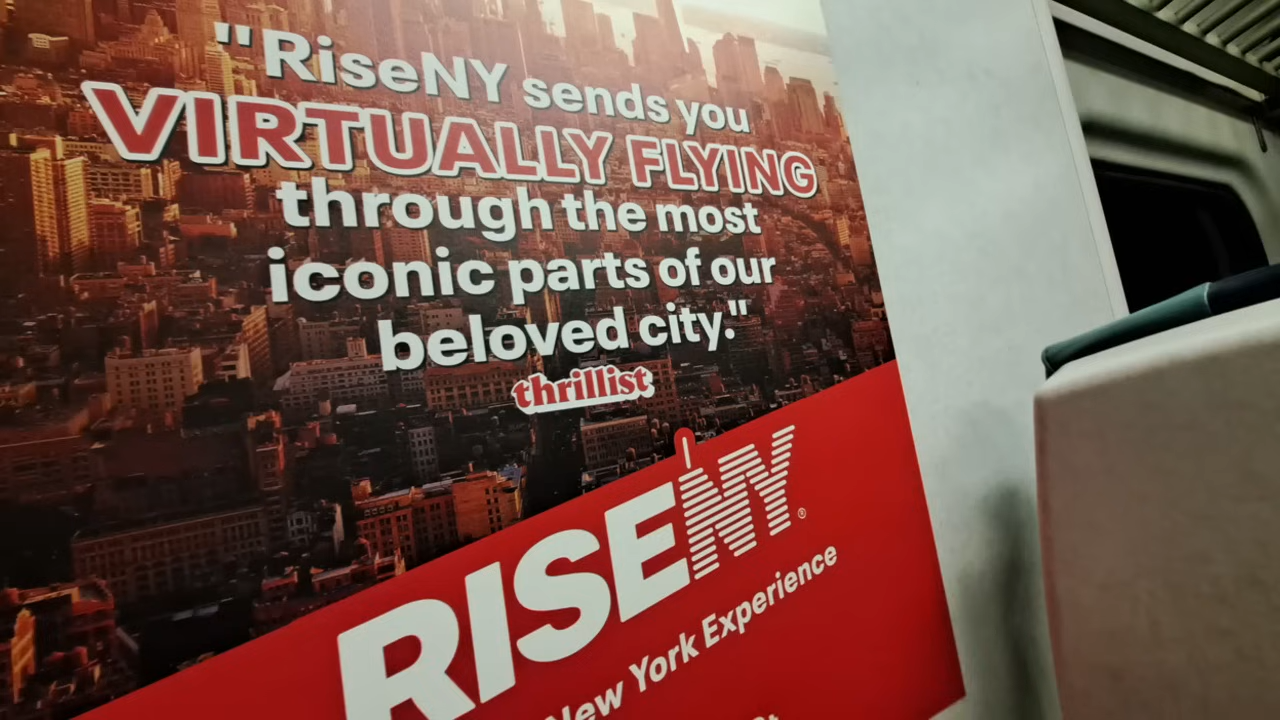 "RiseNY sends you
VIRTUALLY FLYING
through the most
iconic parts of our
beloved city."
thrillist
RISENY®
New York Experience